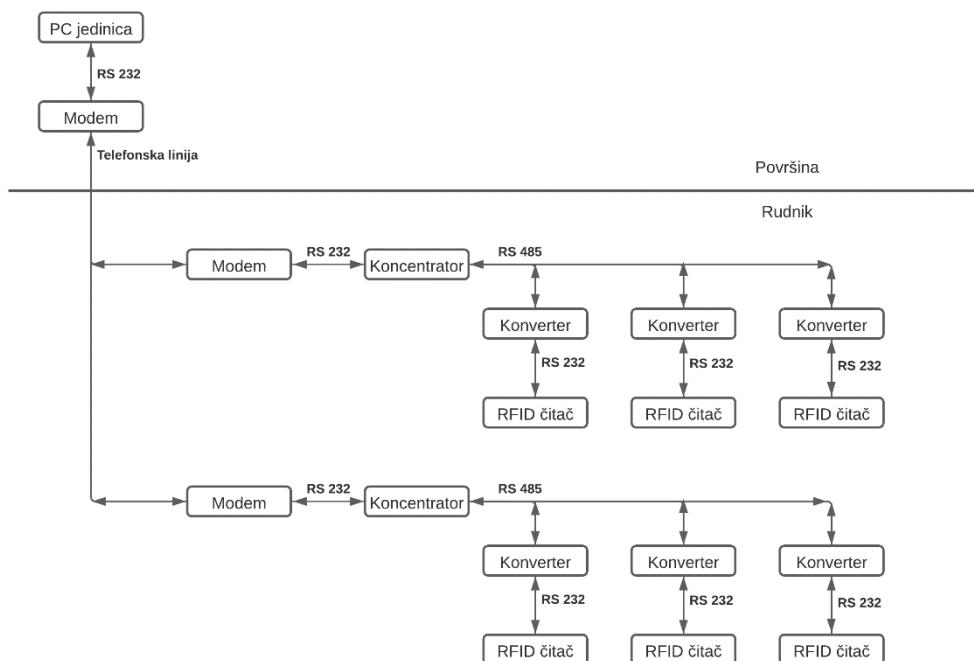 PC jedinica
RS 232
Modem
Telefonska linija
Površina
Rudnik
Modem
RS 232
Koncentrator
RS 485
Konverter
Konverter
Konverter
RS 232
RS 232
RS 232
RFID čitač
RFID čitač
RFID čitač
Modem
RS 232
Koncentrator
RS 485
Konverter
Konverter
Konverter
RS 232
RS 232
RS 232
RFID čitač
RFID čitač
RFID čitač